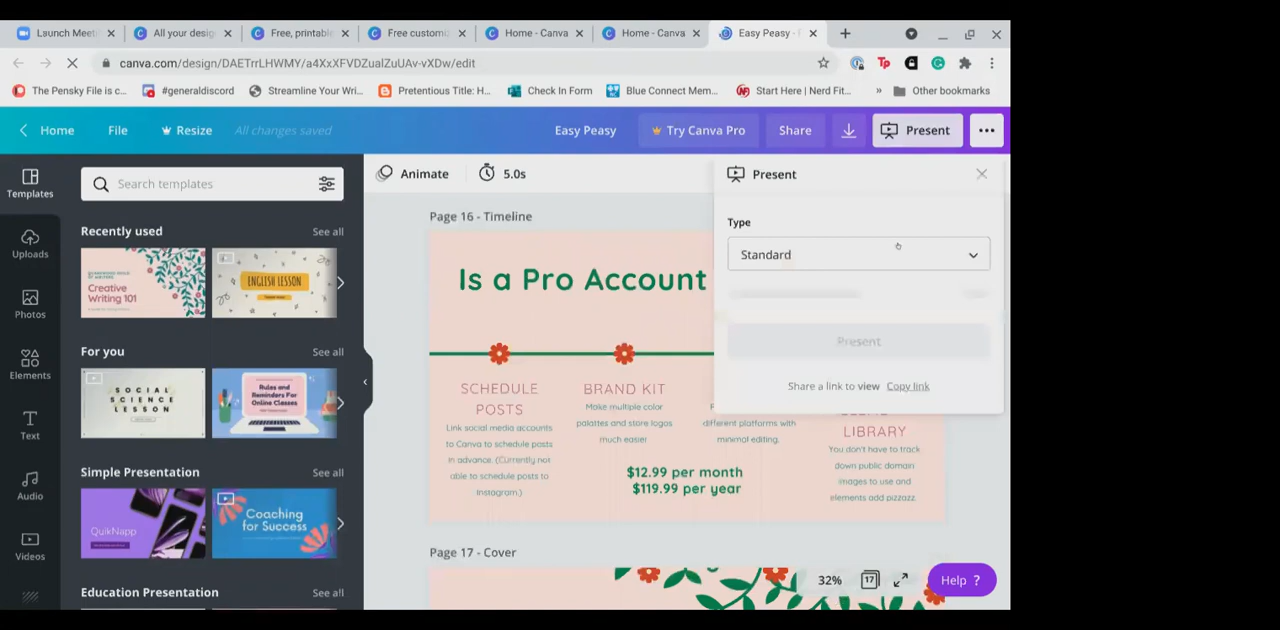 Launch Meeti
All your desig
Free, printable
Free customiz
Home - Canva
Home - Canva
Easy Peasy -
canva.com/design/DAETrrLHWMY/a4XxXFVDZualZuUAv-vXDw/edit
Tp
The Pensky File is c...
#generaldiscord
Streamline Your Wri...
Pretentious Title: H...
Check In Form
Blue Connect Mem...
Start Here | Nerd Fit...
»
Other bookmarks
Home
File
Resize
All changes saved
Easy Peasy
Try Canva Pro
Share
Present
Templates
Uploads
Photos
Elements
Text
Audio
Videos
Search templates
Recently used
See all
Creative
Writing 101
ENGLISH LESSON
For you
See all
SOCIAL
SCIENCE
LESSON
Rules and
Reminders For
Online Classes
Simple Presentation
See all
QuikNapp
Coaching
for Success
Education Presentation
See all
Animate
5.0s
Page 16 - Timeline
Is a Pro Account
SCHEDULE
POSTS
Link social media accounts
to Canva to schedule posts
in advance. (Currently not
able to schedule posts to
Instagram.)
BRAND KIT
Make multiple color
palattes and store logos
much easier
different platforms with
minimal editing.
$12.99 per month
$119.99 per year
LIBRARY
You don't have to track
down public domain
images to use and
elements add pizzazz.
Page 17 - Cover
Present
Type
Standard
Present
Share a link to view
Copy link
32%
17
Help ?